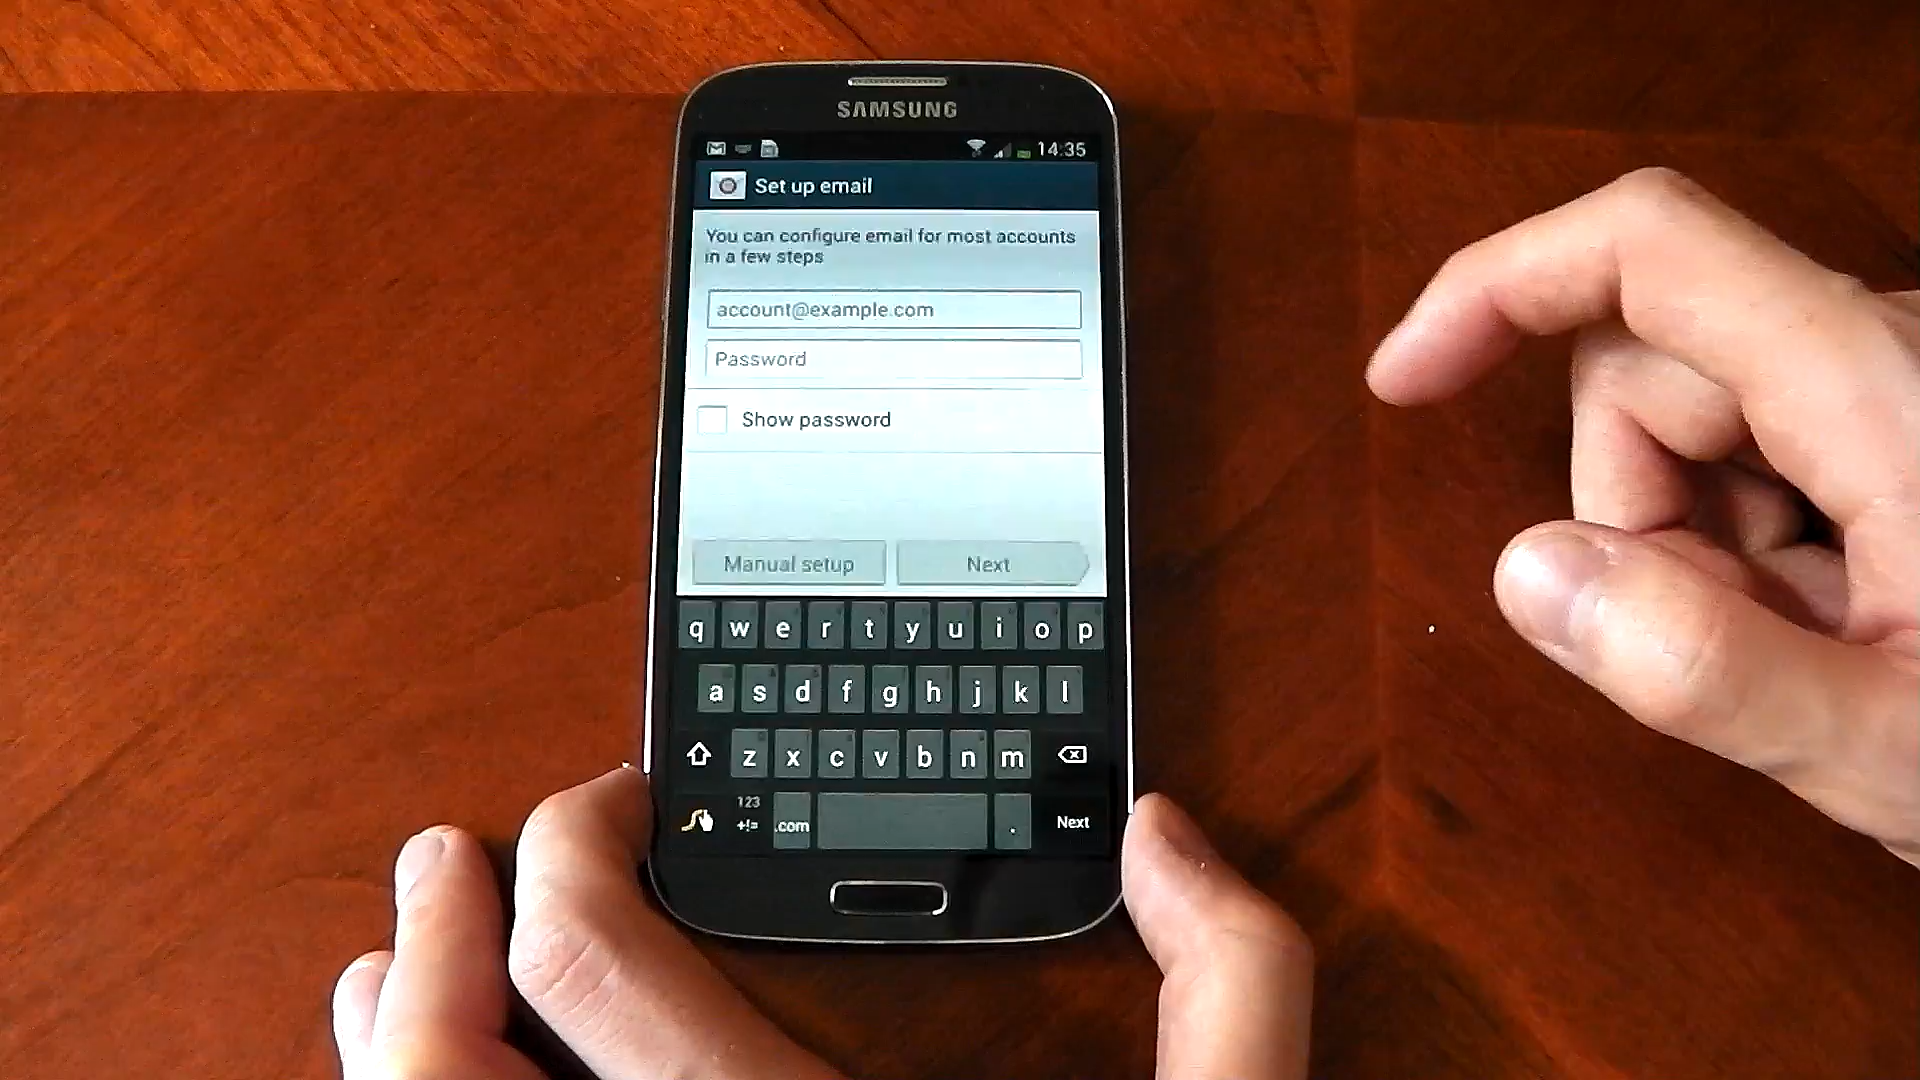 SAMSUNG
14:35
Set up email
You can configure email for most accounts
in a few steps
account@example.com
Password
Show password
Manual setup
Next
q w e r t y u i o p
a s d f g h j k l
z x c v b n m
123
+!=
.com
.
Next